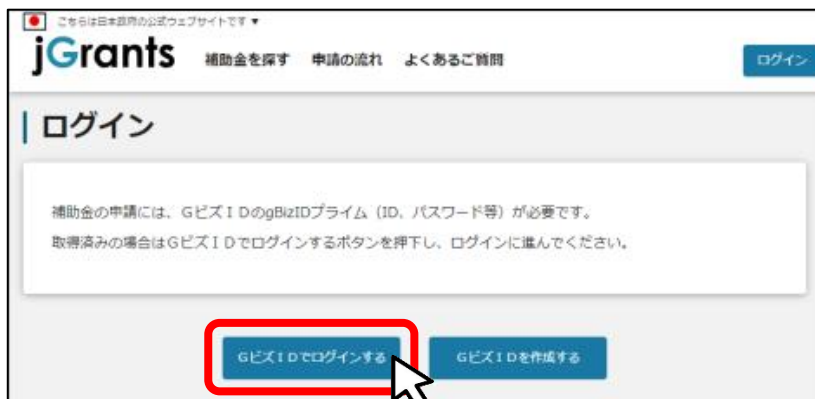 こちらは日本政府の公式ウェブサイトです ▼
jGrants 補助金を探す 申請の流れ よくあるご質問 ログイン
ログイン
補助金の申請には、GビズIDのgBizIDプライム（ID、パスワード等）が必要です。
取得済みの場合はGビズIDでログインするボタンを押下し、ログインに進んでください。
GビズIDでログインする GビズIDを作成する